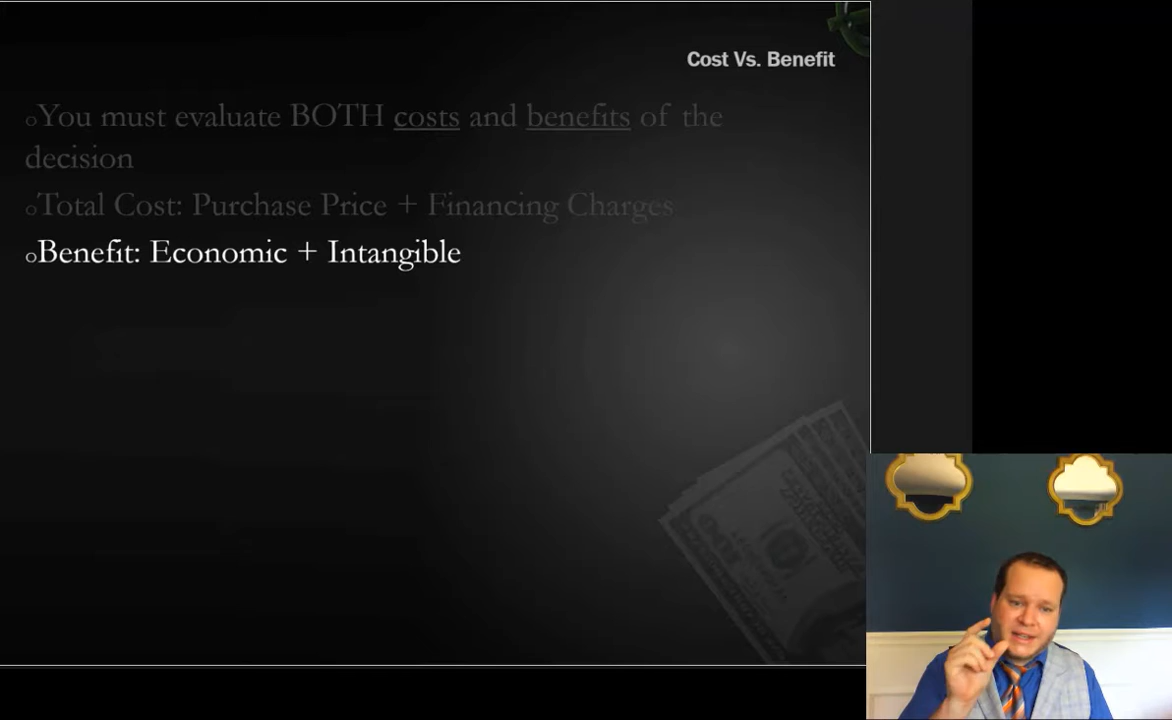 Cost Vs. Benefit
○You must evaluate BOTH costs and benefits of the
decision
○Total Cost: Purchase Price + Financing Charges
○Benefit: Economic + Intangible